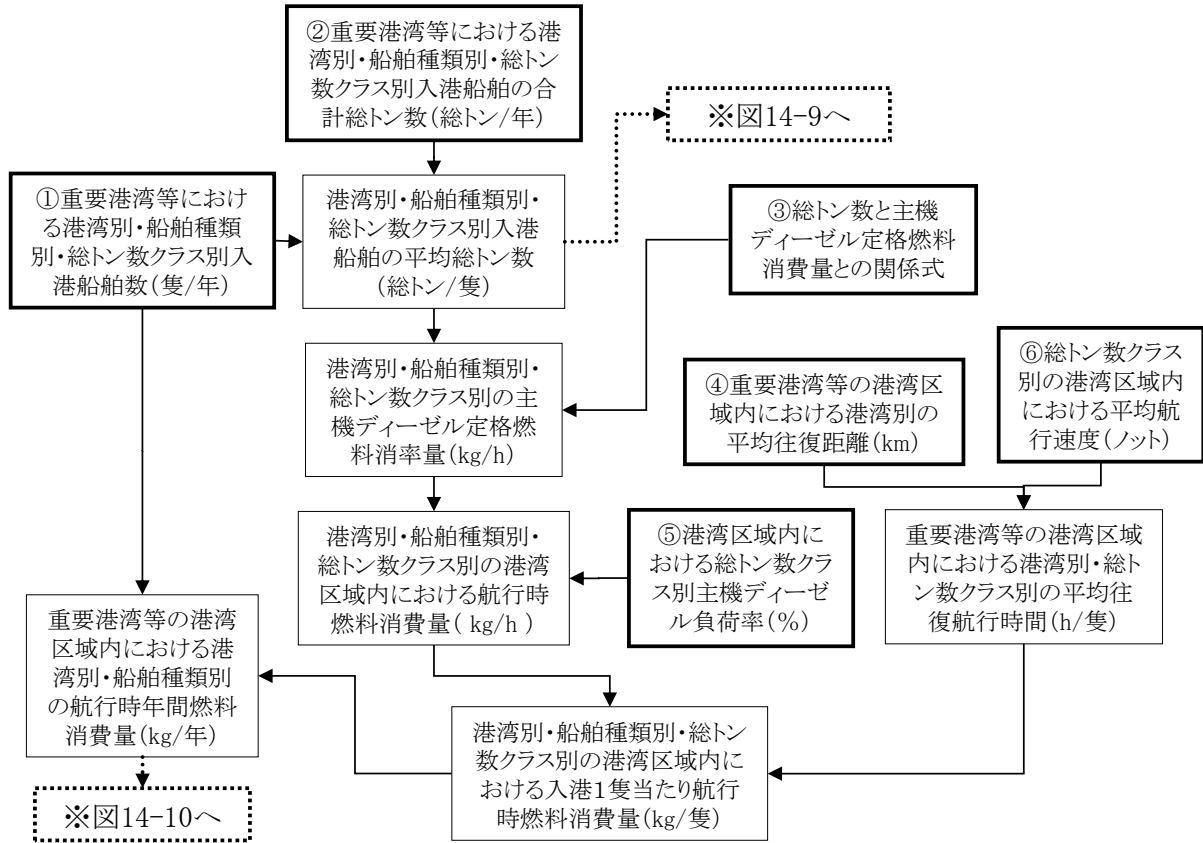 ②重要港湾等における港
湾別・船舶種類別・総トン
数クラス別入港船舶の合
計総トン数(総トン/年)
※図14-9へ
①重要港湾等におけ
る港湾別・船舶種類
別・総トン数クラス別入
港船舶数(隻/年)
港湾別・船舶種類別・
総トン数クラス別入港
船舶の平均総トン数
(総トン/隻)
③総トン数と主機
ディーゼル定格燃料
消費量との関係式
港湾別・船舶種類別・
総トン数クラス別の主
機ディーゼル定格燃
料消率量(kg/h)
④重要港湾等の港湾区
域内における港湾別の
平均往復距離(km)
⑥総トン数クラス
別の港湾区域内
における平均航
行速度(ノット)
港湾別・船舶種類別・
総トン数クラス別の港湾
区域内における航行時
燃料消費量( kg/h )
⑤港湾区域内に
おける総トン数クラ
ス別主機ディーゼ
ル負荷率(%)
重要港湾等の港湾区域
内における港湾別・総ト
ン数クラス別の平均往
復航行時間(h/隻)
重要港湾等の港湾
区域内における港
湾別・船舶種類別
の航行時年間燃料
消費量(kg/年)
港湾別・船舶種類別・総トン
数クラス別の港湾区域内に
おける入港1隻当たり航行
時燃料消費量(kg/隻)
※図14-10へ